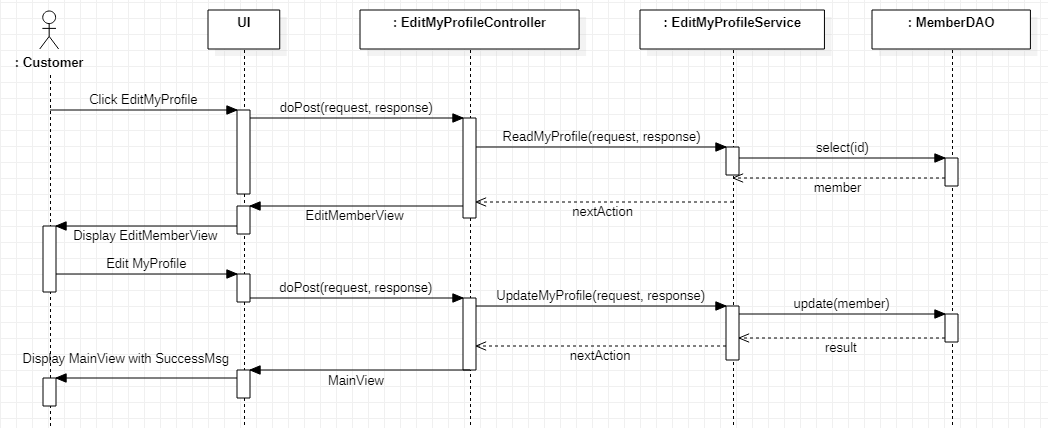 UI
: EditMyProfileController
: EditMyProfileService
: MemberDAO
: Customer
Click EditMyProfile
doPost(request, response)
ReadMyProfile(request, response)
select(id)
member
nextAction
EditMemberView
Display EditMemberView
Edit MyProfile
doPost(request, response)
UpdateMyProfile(request, response)
update(member)
result
nextAction
Display MainView with SuccessMsg
MainView